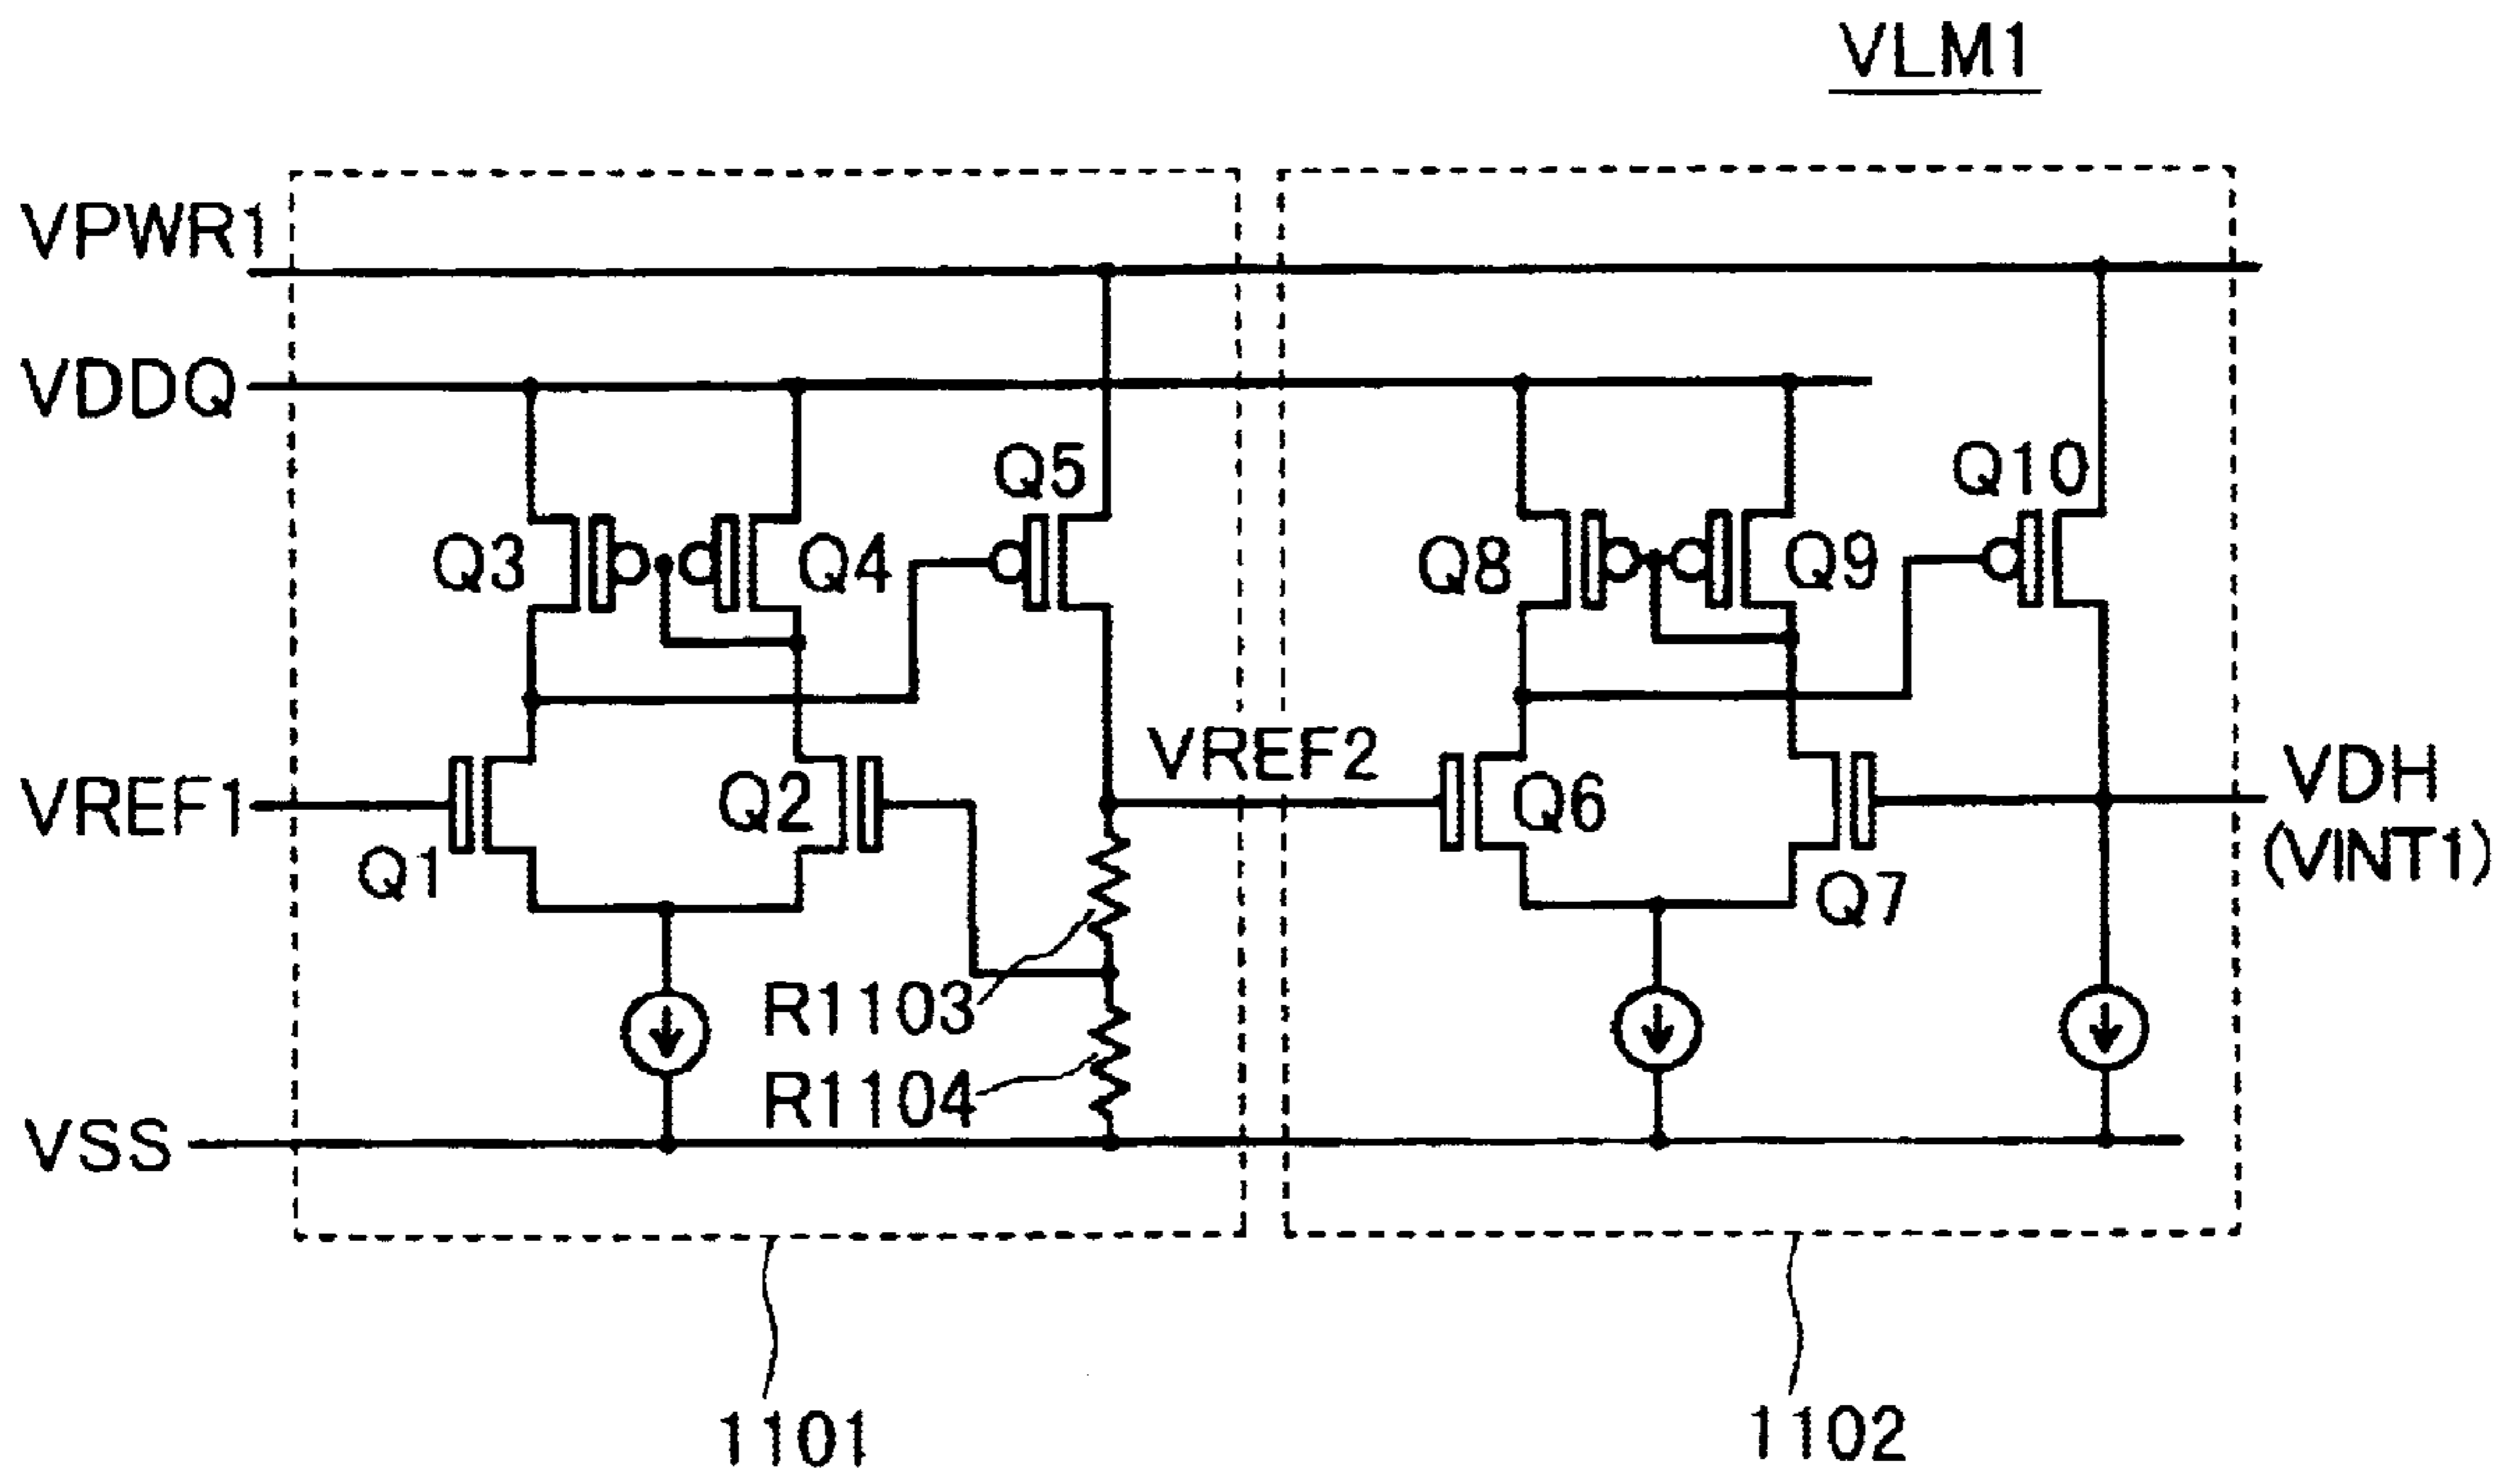 VLM1
VPWR1
VDDQ
Q5
Q10
Q3
Q4
Q8
Q9
VREF2
VREF1
Q1
Q2
Q6
Q7
VDH
(VINT1)
R1103
R1104
VSS
1101
1102